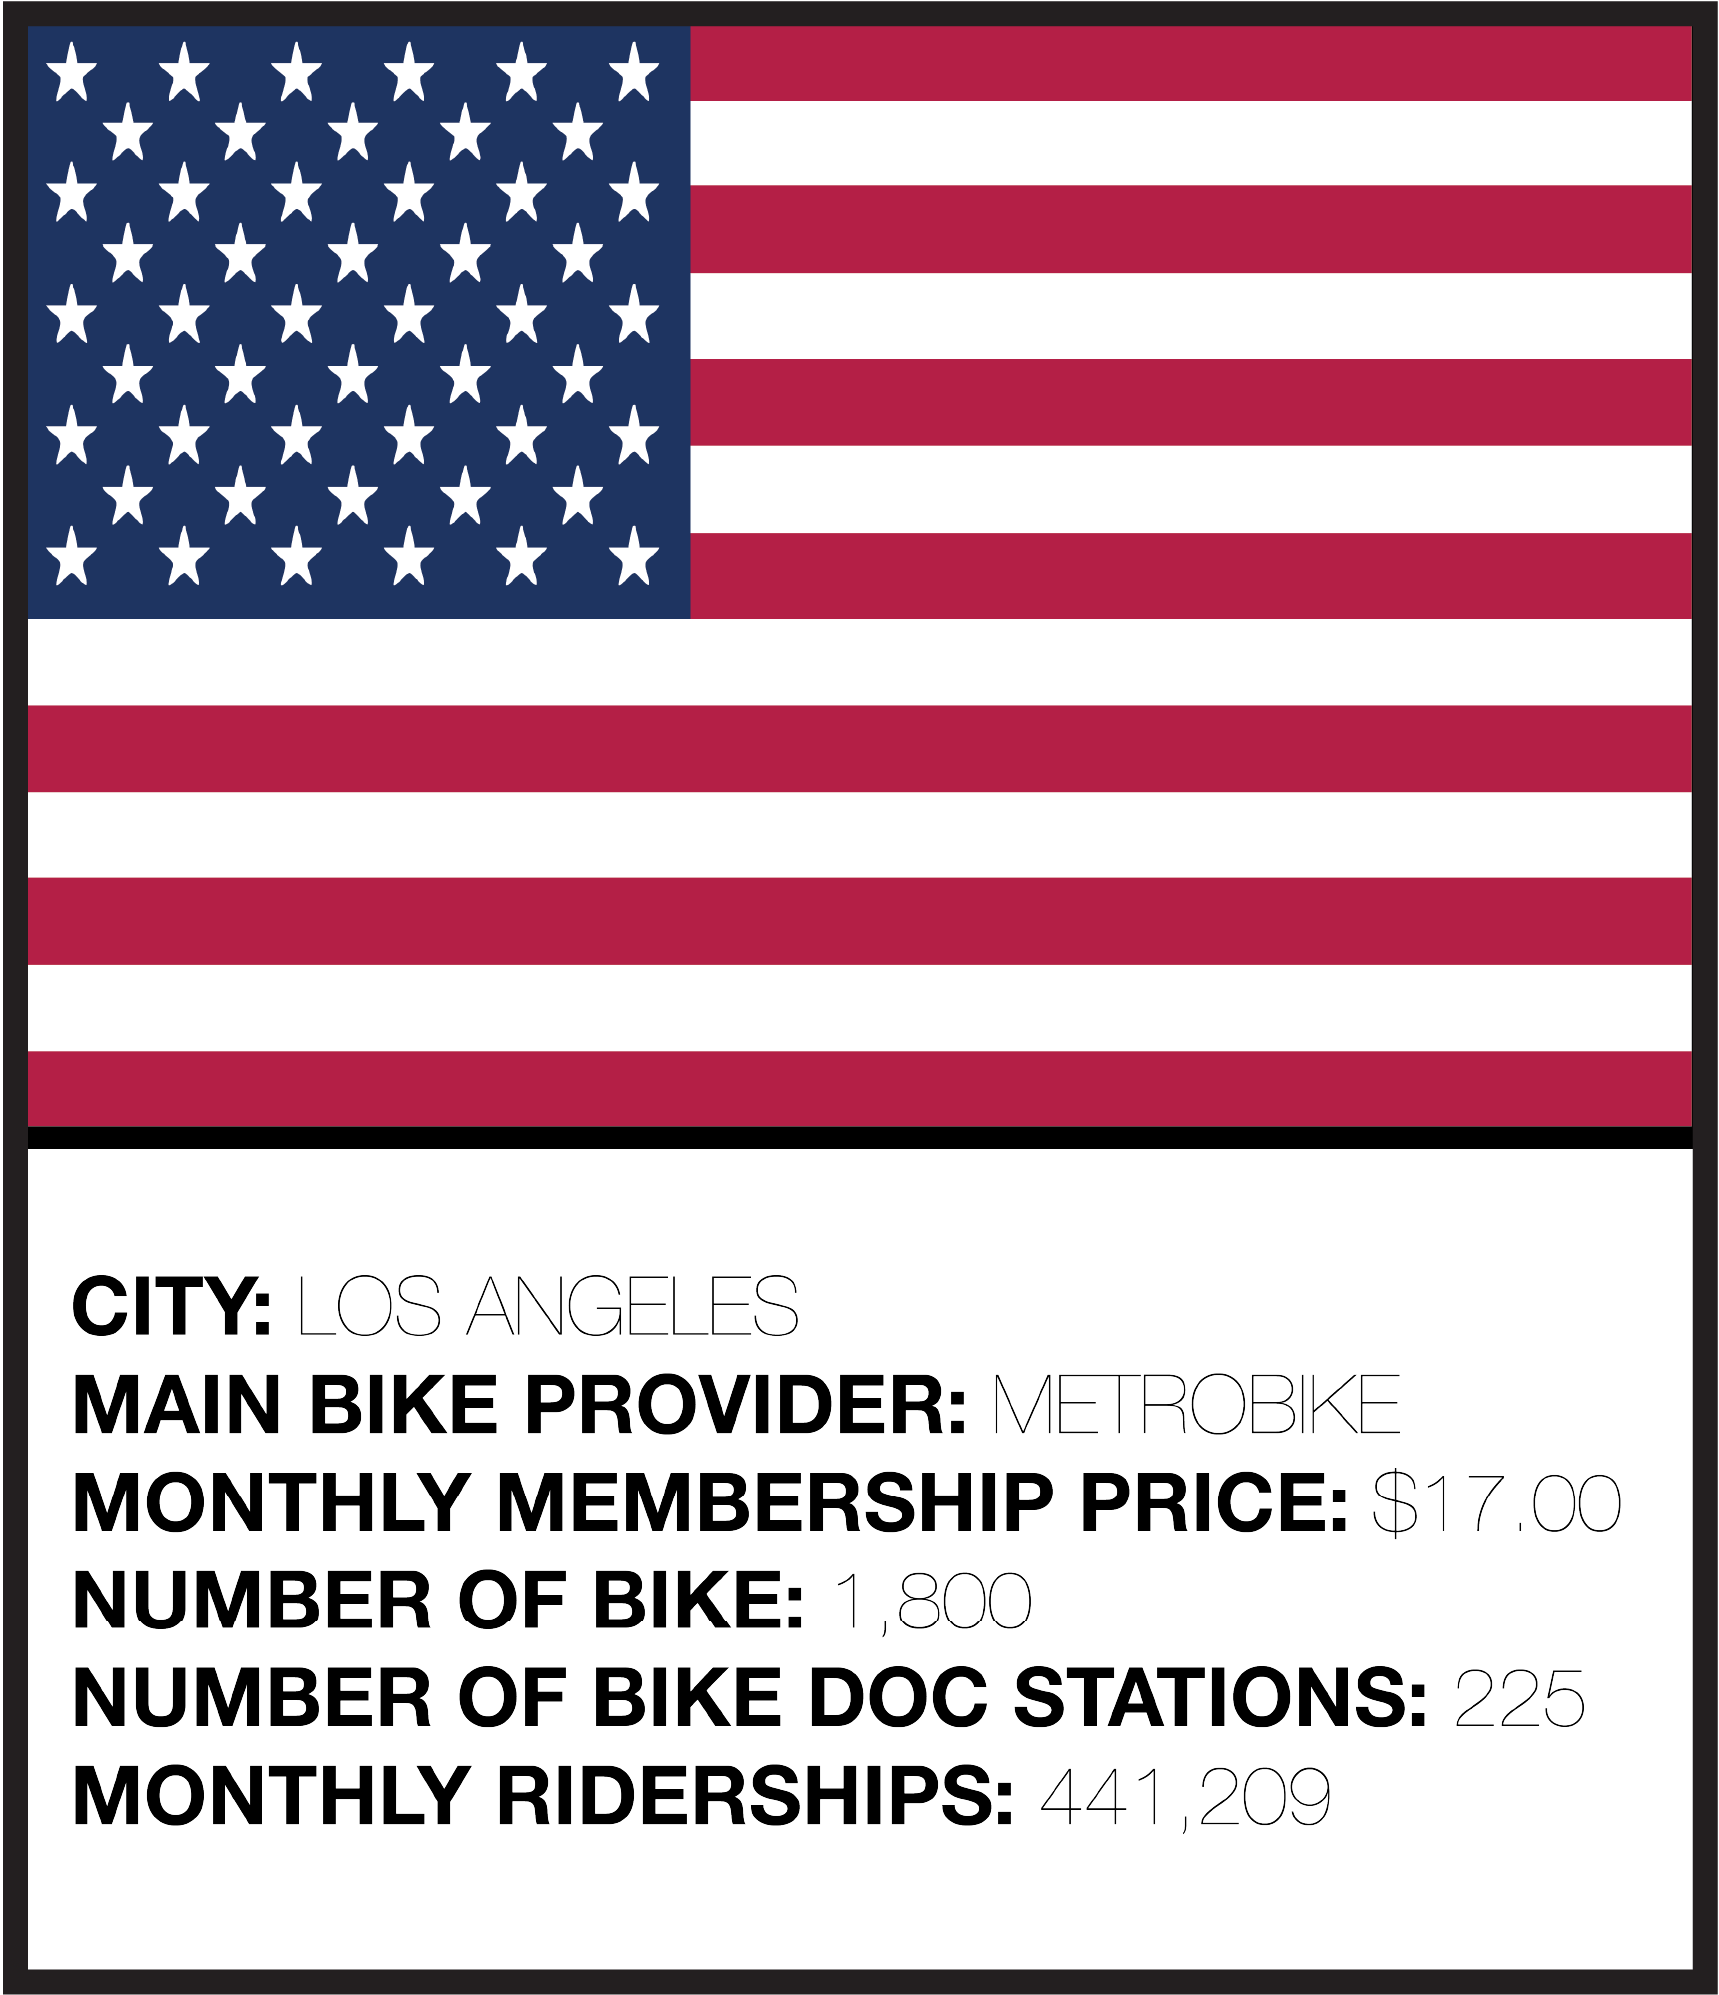 CITY: LOS ANGELES
MAIN BIKE PROVIDER: METROBIKE
MONTHLY MEMBERSHIP PRICE: $17.00
NUMBER OF BIKE: 1,800
NUMBER OF BIKE DOC STATIONS: 225
MONTHLY RIDERSHIPS: 441,209